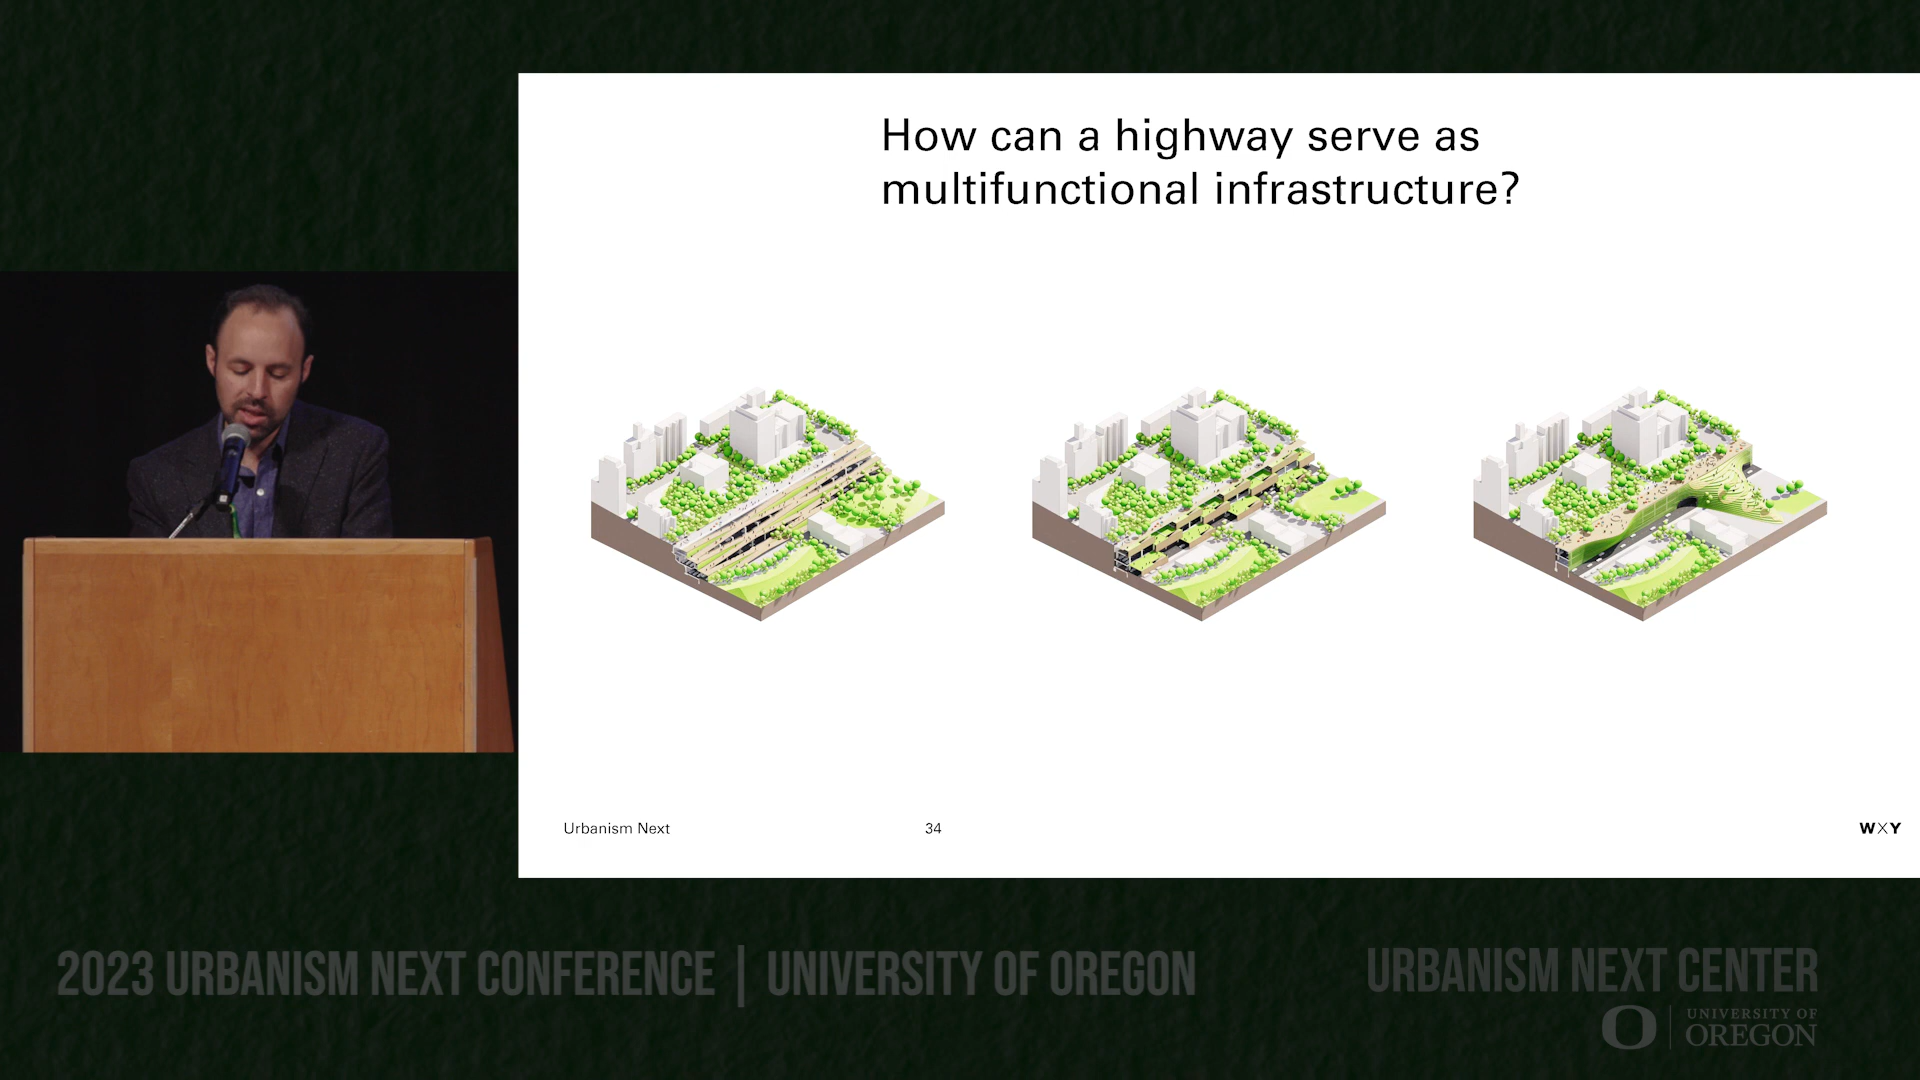 How can a highway serve as
multifunctional infrastructure?
Urbanism Next
34
WXY
2023 URBANISM NEXT CONFERENCE | UNIVERSITY OF OREGON
URBANISM NEXT CENTER
O
UNIVERSITY OF
OREGON